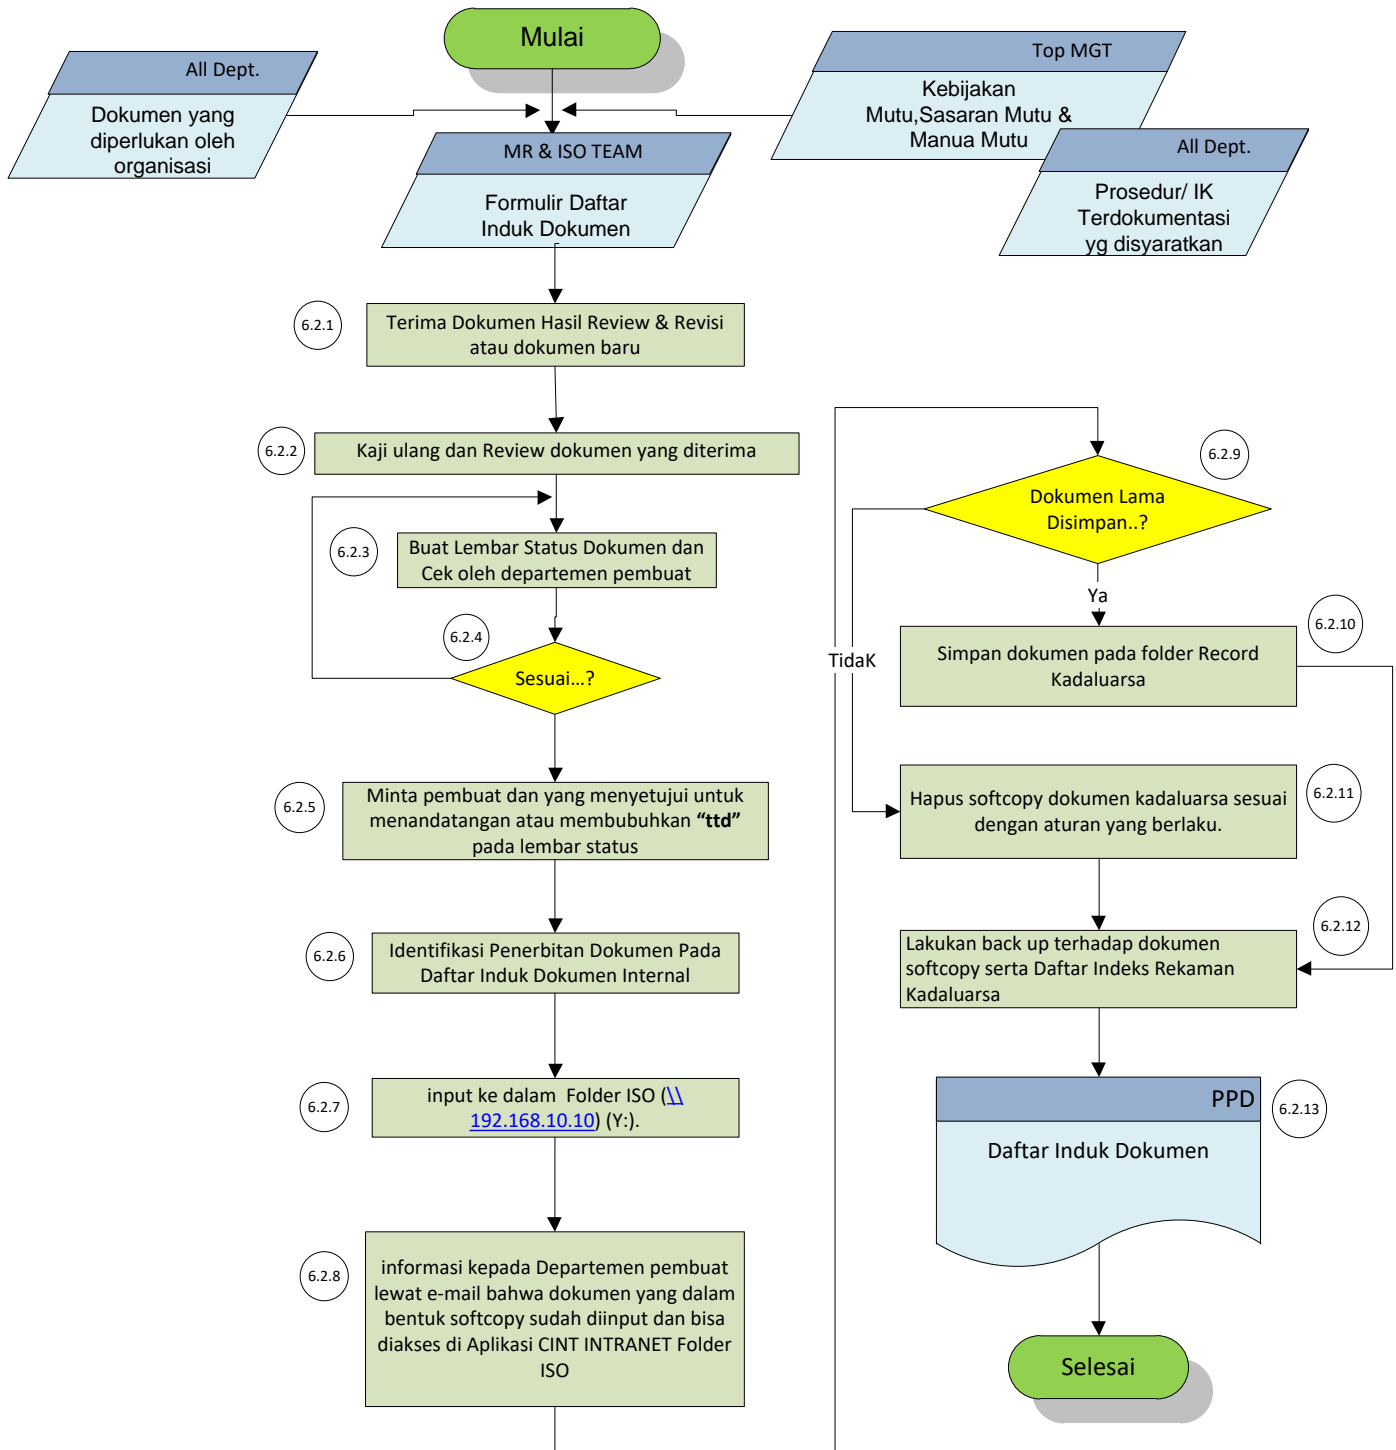 Mulai
All Dept.
Dokumen yang
diperlukan oleh
organisasi
Top MGT
Kebijakan
Mutu,Sasaran Mutu &
Manua Mutu
All Dept.
Prosedur/ IK
Terdokumentasi
yg disyaratkan
MR & ISO TEAM
Formulir Daftar
Induk Dokumen
6.2.1
Terima Dokumen Hasil Review & Revisi
atau dokumen baru
6.2.2
Kaji ulang dan Review dokumen yang diterima
6.2.3
Buat Lembar Status Dokumen dan
Cek oleh departemen pembuat
6.2.4
Sesuai...?
6.2.5
Minta pembuat dan yang menyetujui untuk
menandatangan atau membubuhkan “ttd”
pada lembar status
6.2.6
Identifikasi Penerbitan Dokumen Pada
Daftar Induk Dokumen Internal
6.2.7
input ke dalam  Folder ISO (\\
192.168.10.10) (Y:).
6.2.8
informasi kepada Departemen pembuat
lewat e-mail bahwa dokumen yang dalam
bentuk softcopy sudah diinput dan bisa
diakses di Aplikasi CINT INTRANET Folder
ISO
6.2.9
Dokumen Lama
Disimpan..?
Ya
TidaK
6.2.10
Simpan dokumen pada folder Record
Kadaluarsa
6.2.11
Hapus softcopy dokumen kadaluarsa sesuai
dengan aturan yang berlaku.
6.2.12
Lakukan back up terhadap dokumen
softcopy serta Daftar Indeks Rekaman
Kadaluarsa
PPD
6.2.13
Daftar Induk Dokumen
Selesai